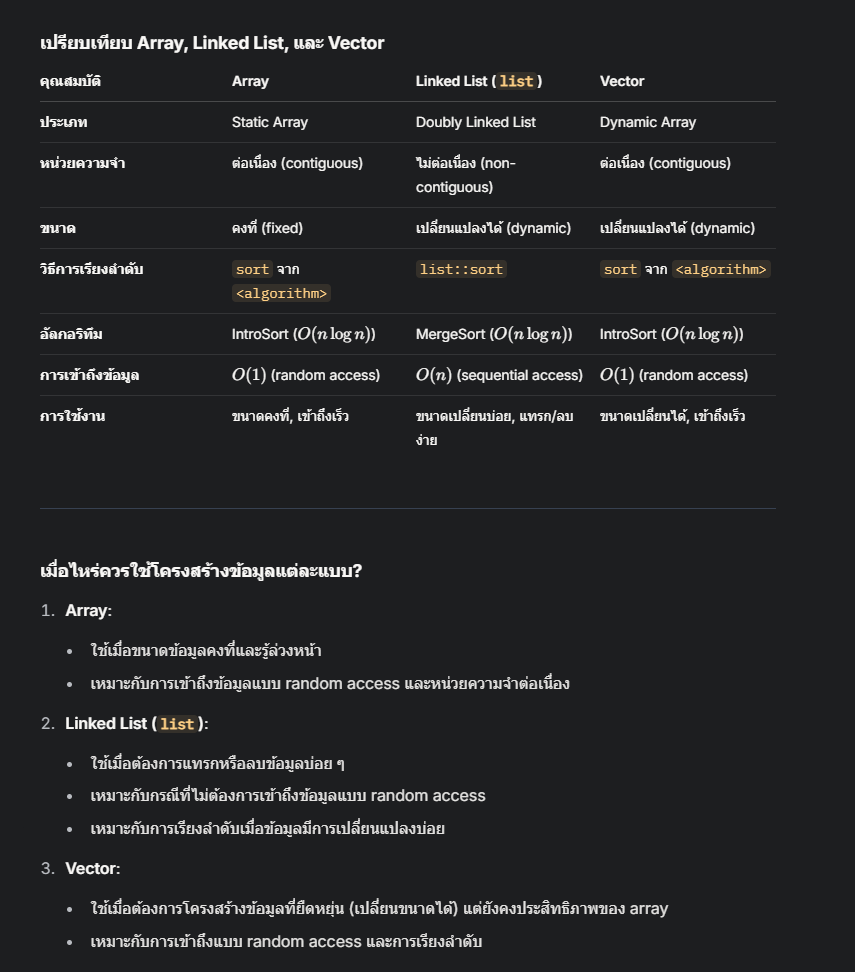 เปรียบเทียบ Array, Linked List, และ Vector
คุณสมบัติ Array Linked List (list) Vector
ประเภท Static Array Doubly Linked List Dynamic Array
หน่วยความจำ ต่อเนื่อง (contiguous) ไม่ต่อเนื่อง (non- ต่อเนื่อง (contiguous)
contiguous)
ขนาด คงที่ (fixed) เปลี่ยนแปลงได้ (dynamic) เปลี่ยนแปลงได้ (dynamic)
วิธีการเรียงลำดับ sort จาก list::sort sort จาก <algorithm>
<algorithm>
อัลกอริทึม IntroSort (O(n log n)) MergeSort (O(n log n)) IntroSort (O(n log n))
การเข้าถึงข้อมูล O(1) (random access) O(n) (sequential access) O(1) (random access)
การใช้งาน ขนาดคงที่, เข้าถึงเร็ว ขนาดเปลี่ยนบ่อย, แทรก/ลบ ขนาดเปลี่ยนได้, เข้าถึงเร็ว
ง่าย
เมื่อไหร่ควรใช้โครงสร้างข้อมูลแต่ละแบบ?
1. Array:
• ใช้เมื่อขนาดข้อมูลคงที่และรู้ล่วงหน้า
• เหมาะกับการเข้าถึงข้อมูลแบบ random access และหน่วยความจำต่อเนื่อง
2. Linked List (list):
• ใช้เมื่อต้องการแทรกหรือลบข้อมูลบ่อย ๆ
• เหมาะกับกรณีที่ไม่ต้องการเข้าถึงข้อมูลแบบ random access
• เหมาะกับการเรียงลำดับเมื่อข้อมูลมีการเปลี่ยนแปลงบ่อย
3. Vector:
• ใช้เมื่อต้องการโครงสร้างข้อมูลที่ยืดหยุ่น (เปลี่ยนขนาดได้) แต่ยังคงประสิทธิภาพของ array
• เหมาะกับการเข้าถึงแบบ random access และการเรียงลำดับ